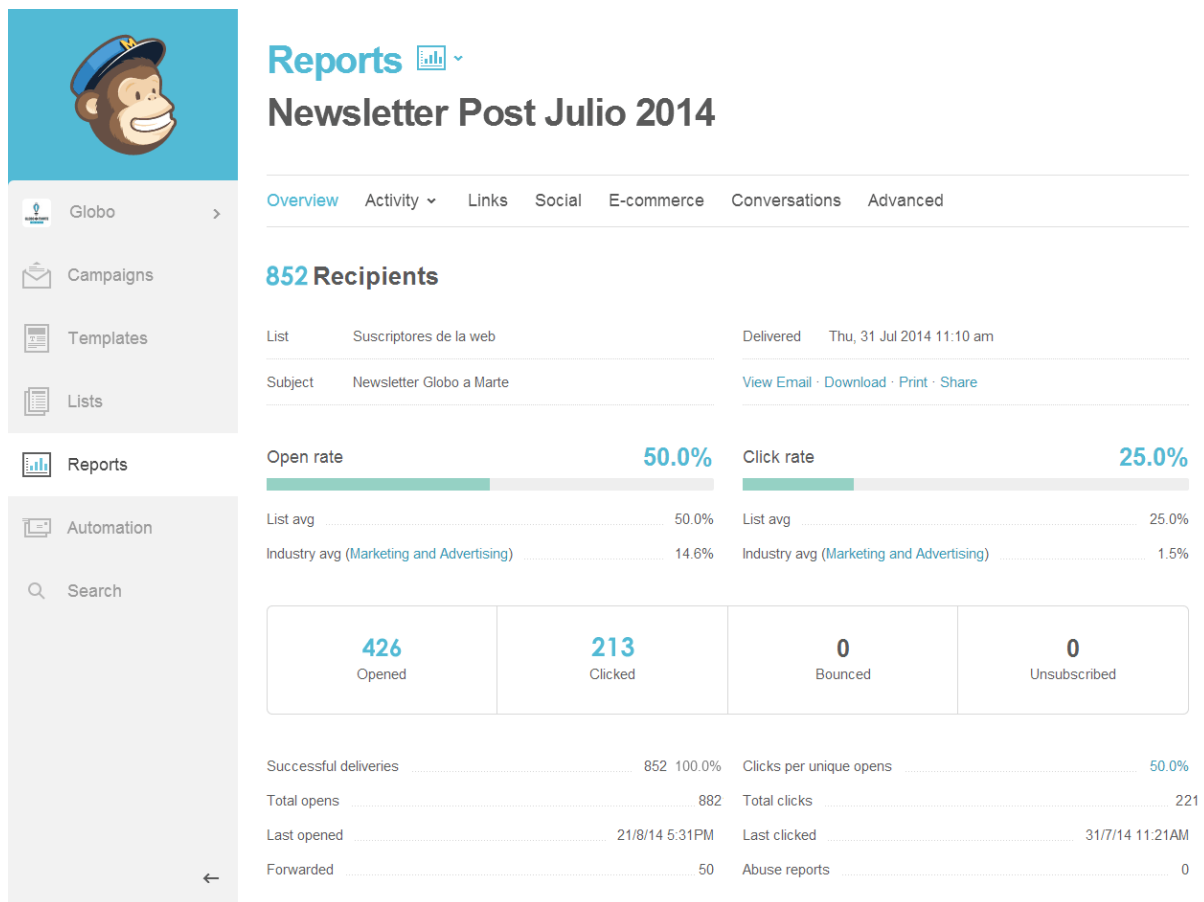 Reports
Newsletter Post Julio 2014
Globo
Campaigns
Templates
Lists
Reports
Automation
Search
Overview Activity Links Social E-commerce Conversations Advanced
852 Recipients
List Suscriptores de la web Delivered Thu, 31 Jul 2014 11:10 am
Subject Newsletter Globo a Marte View Email · Download · Print · Share
Open rate 50.0% Click rate 25.0%
List avg 50.0% List avg 25.0%
Industry avg (Marketing and Advertising) 14.6% Industry avg (Marketing and Advertising) 1.5%
426 213 0 0
Opened Clicked Bounced Unsubscribed
Successful deliveries 852 100.0% Clicks per unique opens 50.0%
Total opens 882 Total clicks 221
Last opened 21/8/14 5:31PM Last clicked 31/7/14 11:21AM
Forwarded 50 Abuse reports 0